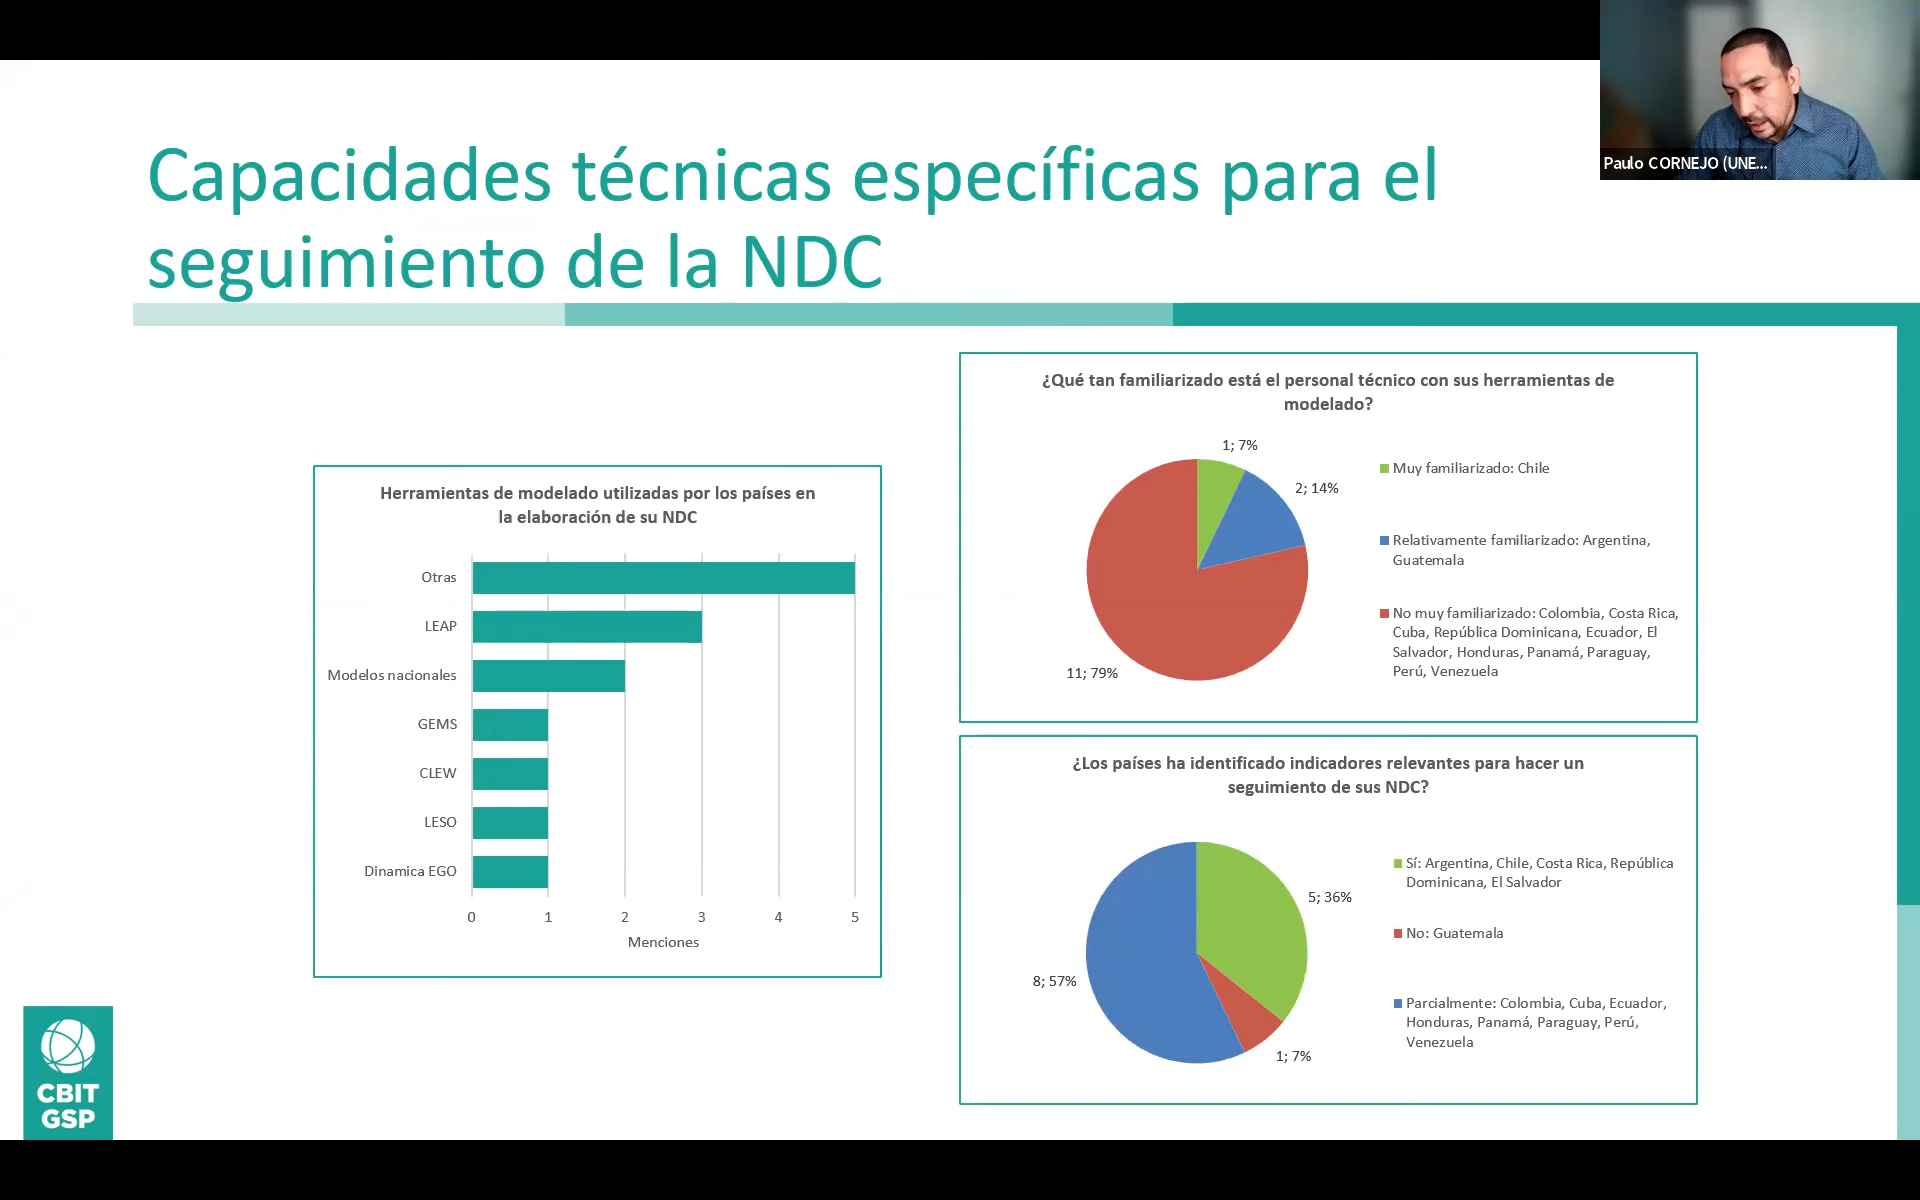 Paulo CORNEJO (UNE...
Capacidades técnicas específicas para el
seguimiento de la NDC
Herramientas de modelado utilizadas por los países en
la elaboración de su NDC
Otras
LEAP
Modelos nacionales
GEMS
CLEW
LESO
Dinamica EGO
0 1 2 3 4 5
Menciones
¿Qué tan familiarizado está el personal técnico con sus herramientas de
modelado?
1; 7%
2; 14%
11; 79%
Muy familiarizado: Chile
Relativamente familiarizado: Argentina,
Guatemala
No muy familiarizado: Colombia, Costa Rica,
Cuba, República Dominicana, Ecuador, El
Salvador, Honduras, Panamá, Paraguay,
Perú, Venezuela
¿Los países ha identificado indicadores relevantes para hacer un
seguimiento de sus NDC?
5; 36%
8; 57%
1; 7%
Sí: Argentina, Chile, Costa Rica, República
Dominicana, El Salvador
No: Guatemala
Parcialmente: Colombia, Cuba, Ecuador,
Honduras, Panamá, Paraguay, Perú,
Venezuela
CBIT
GSP